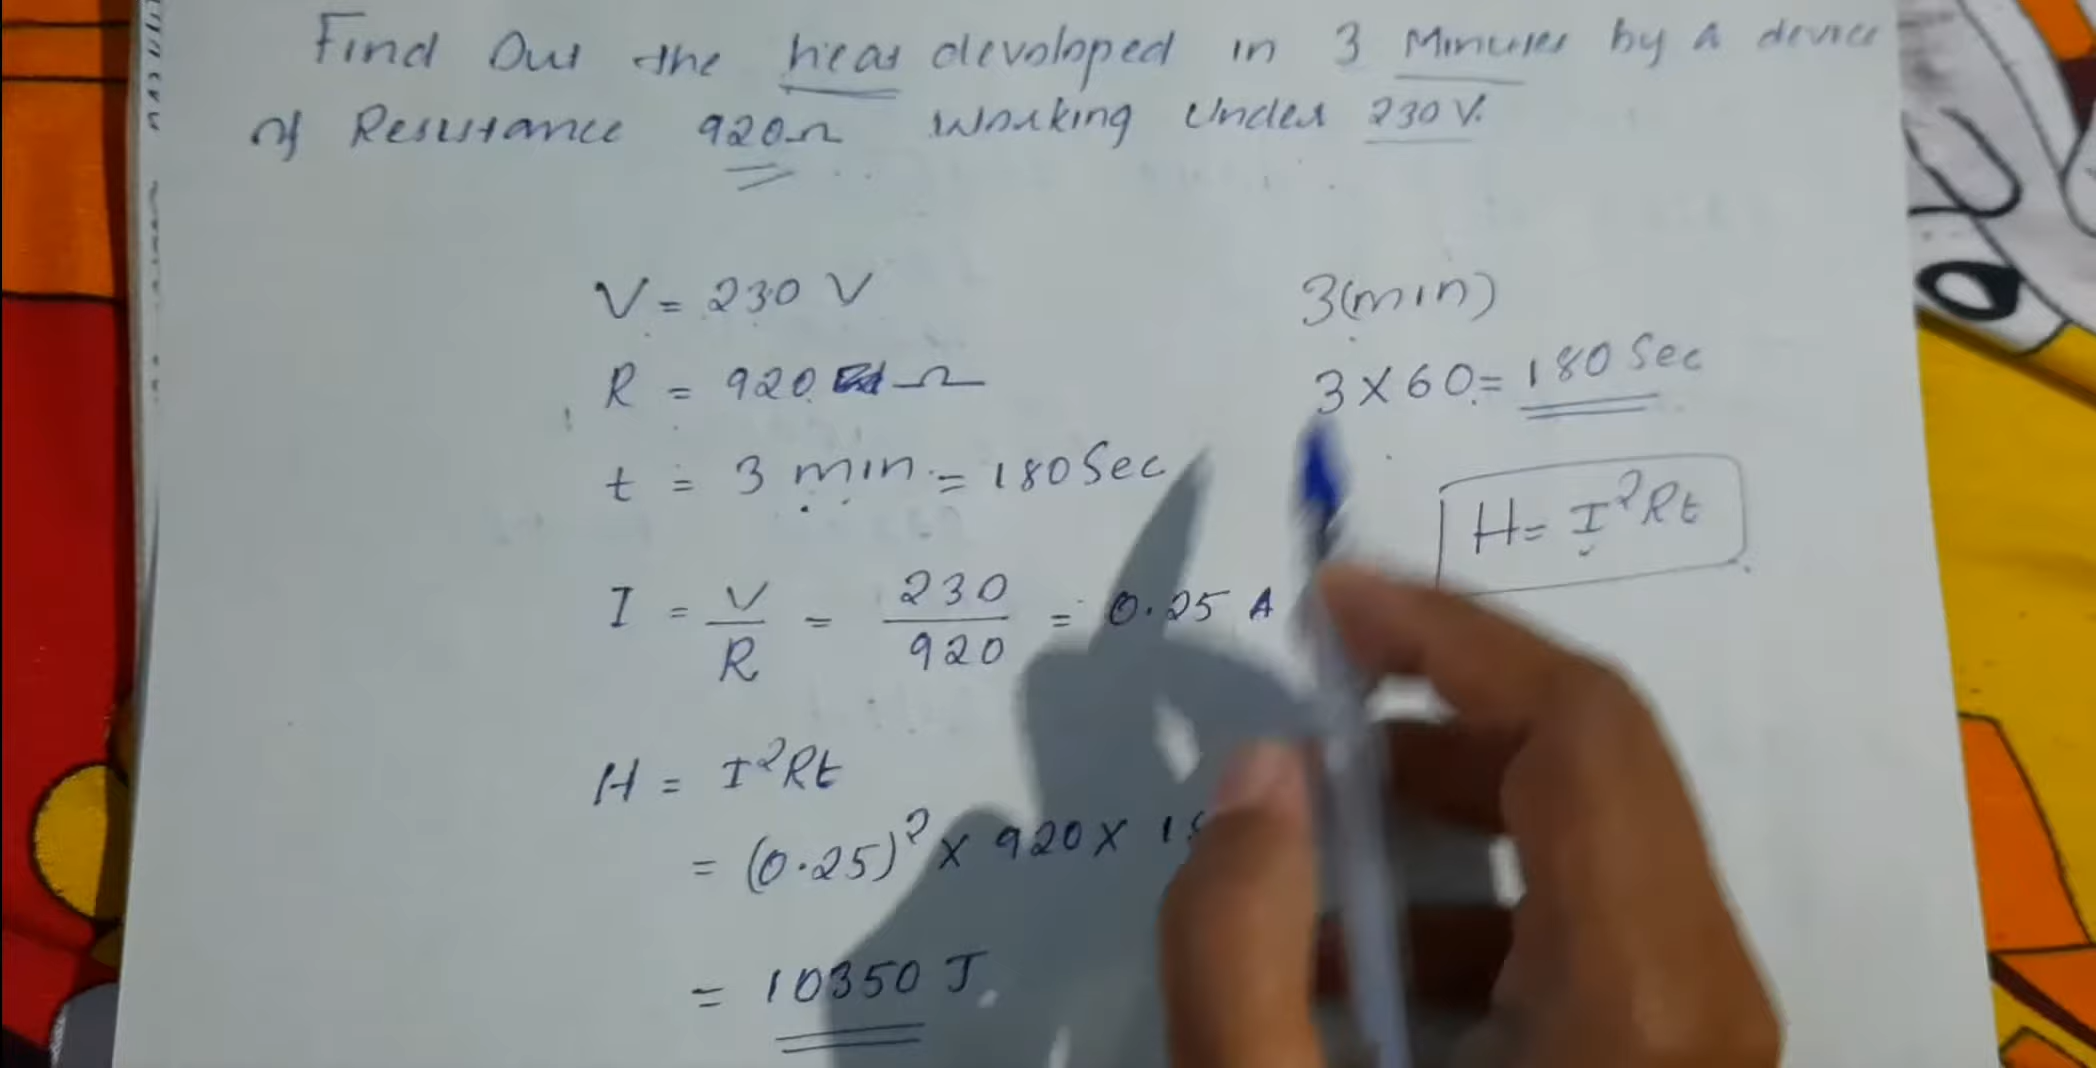 Find Out the heat developed in 3 Minutes by a device
of Resistance 920Ω Working Under 230 V.
V = 230 V
R = 920 Ω
t = 3 min = 180 Sec
I = V/R = 230/920 = 0.25 A
3(min)
3 X 60 = 180 Sec
H = I²Rt
H = I²Rt
= (0.25)² X 920 X
= 10350 J